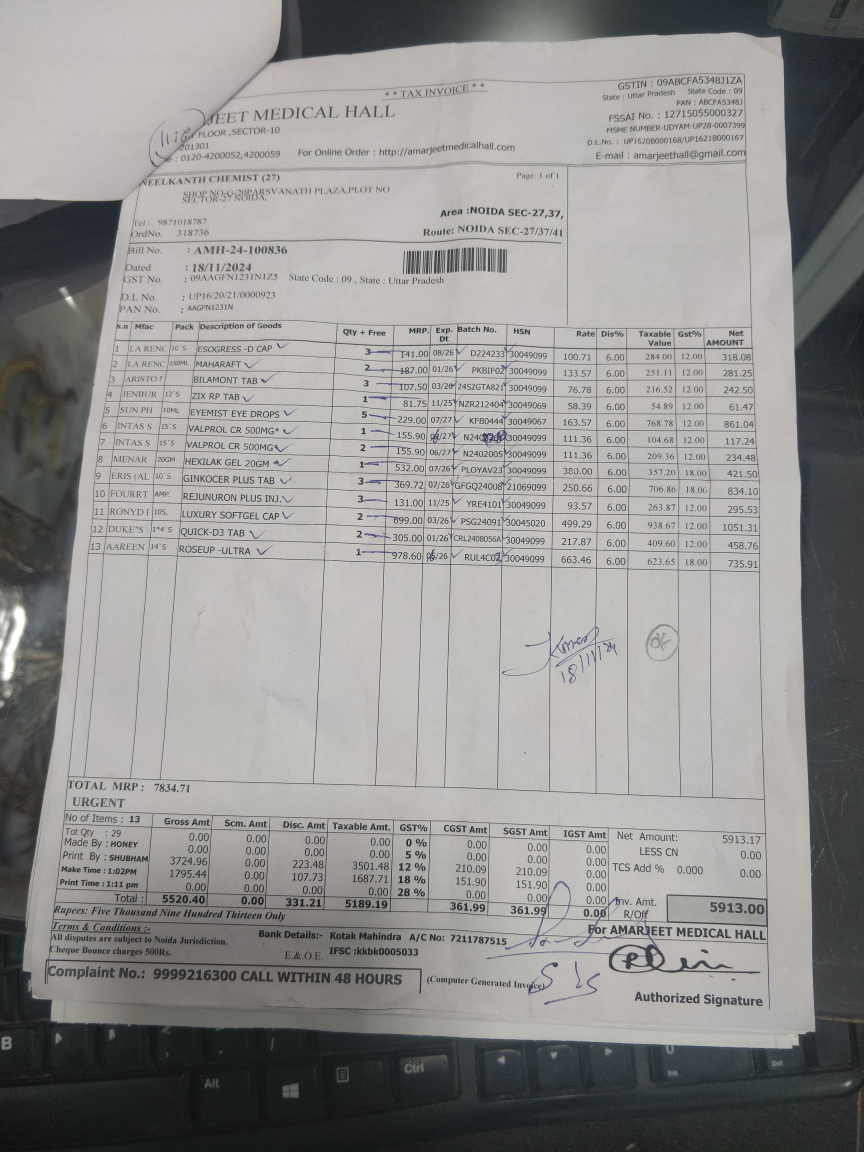 ** TAX INVOICE **
GSTIN : 09ABCFA5348J1ZA
State : Uttar Pradesh State Code : 09
PAN : ABCFA5348J
JEET MEDICAL HALL
FSSAI No. : 12715055000327
FLOOR ,SECTOR-10
MSME NUMBER-UDYAM-UP28-0007399
201301
D.L.No. : UP1620B000168/UP1621B000167
: 0120-4200052,4200059 For Online Order : http://amarjeetmedicalhall.com
E-mail : amarjeethall@gmail.com
NEELKANTH CHEMIST (27) Page: 1 of 1
SHOP NO-G-20PARSVANATH PLAZA,PLOT NO
SECTOR-27 NOIDA,
Tel : 9871018787 Area :NOIDA SEC-27,37,
OrdNo. 318736 Route: NOIDA SEC-27/37/41
Bill No. : AMH-24-100836
Dated : 18/11/2024
GST No. : 09AAGFN1231N1Z5 State Code : 09 , State : Uttar Pradesh
D.L No. : UP16/20/21/0000923
PAN No. : AAGFN1231N
S.n Mfac Pack Description of Goods Qty + Free MRP. Exp. Dt Batch No. HSN Rate Dis% Taxable Value Gst% Net AMOUNT
1 LA RENC 10`S ESOGRESS -D CAP 3 141.00 08/26 D224233 30049099 100.71 6.00 284.00 12.00 318.08
2 LA RENC 150ML MAHARAFT 2 187.00 01/26 PKBIF02 30049099 133.57 6.00 251.11 12.00 281.25
3 ARISTO BILAMONT TAB 3 107.50 03/26 24S2GTA821 30049099 76.78 6.00 216.52 12.00 242.50
4 JENBUR 12`S ZIX RP TAB 1 81.75 11/25 NZR212404 30049069 58.39 6.00 54.89 12.00 61.47
5 SUN PH 10ML EYEMIST EYE DROPS 5 229.00 07/27 KFB0444 30049067 163.57 6.00 768.78 12.00 861.04
6 INTAS S 15`S VALPROL CR 500MG* 1 155.90 /27 30049099 111.36 6.00 104.68 12.00 117.24
7 INTAS S 15`S VALPROL CR 500MG 2 155.90 06/27 N2402005 30049099 111.36 6.00 209.36 12.00 234.48
8 MENAR 20GM HEXILAK GEL 20GM 1 532.00 07/26 PLOYAV23 30049099 380.00 6.00 357.20 18.00 421.50
9 ERIS (AL 10`S GINKOCER PLUS TAB 3 369.72 07/26 GFGQ24008 21069099 250.66 6.00 706.86 18.00 834.10
10 FOURRT AMP. REJUNURON PLUS INJ. 3 131.00 11/25 YRE4101 30049099 93.57 6.00 263.87 12.00 295.53
11 RONYD I 10S, LUXURY SOFTGEL CAP 2 699.00 03/26 PSG24091 30045020 499.29 6.00 938.67 12.00 1051.31
12 DUKE"S 1*4`S QUICK-D3 TAB 2 305.00 01/26 CRL2408056A 30049099 217.87 6.00 409.60 12.00 458.76
13 AAREEN 14`S ROSEUP -ULTRA 1 978.60 /26 RUL4C02 30049099 663.46 6.00 623.65 18.00 735.91
18/11/24
OK
TOTAL MRP : 7834.71
URGENT
No of Items : 13 Gross Amt Scm. Amt Disc. Amt Taxable Amt. GST% CGST Amt SGST Amt IGST Amt Net Amount: 5913.17
Tot Qty : 29 0.00 0.00 0.00 0.00 0 % 0.00 0.00 0.00 LESS CN 0.00
Made By : HONEY 0.00 0.00 0.00 0.00 5 % 0.00 0.00 0.00 TCS Add % 0.000 0.00
Print By : SHUBHAM 3724.96 0.00 223.48 3501.48 12 % 210.09 210.09 0.00
Make Time : 1:02PM 1795.44 0.00 107.73 1687.71 18 % 151.90 151.90 0.00
Print Time : 1:11 pm 0.00 0.00 0.00 0.00 28 % 0.00 0.00 0.00
Total : 5520.40 0.00 331.21 5189.19 361.99 361.99 0.00 Inv. Amt. R/Off 5913.00
Rupees: Five Thousand Nine Hundred Thirteen Only
For AMARJEET MEDICAL HALL
Terms & Conditions :-
All disputes are subject to Noida Jurisdiction.
Cheque Bounce charges 500Rs.
Bank Details:- Kotak Mahindra A/C No: 7211787515
E.&.O.E. IFSC :kkbk0005033
Complaint No.: 9999216300 CALL WITHIN 48 HOURS
(Computer Generated Invoice)
Authorized Signature
B
Alt
Ctrl
Ins
Del